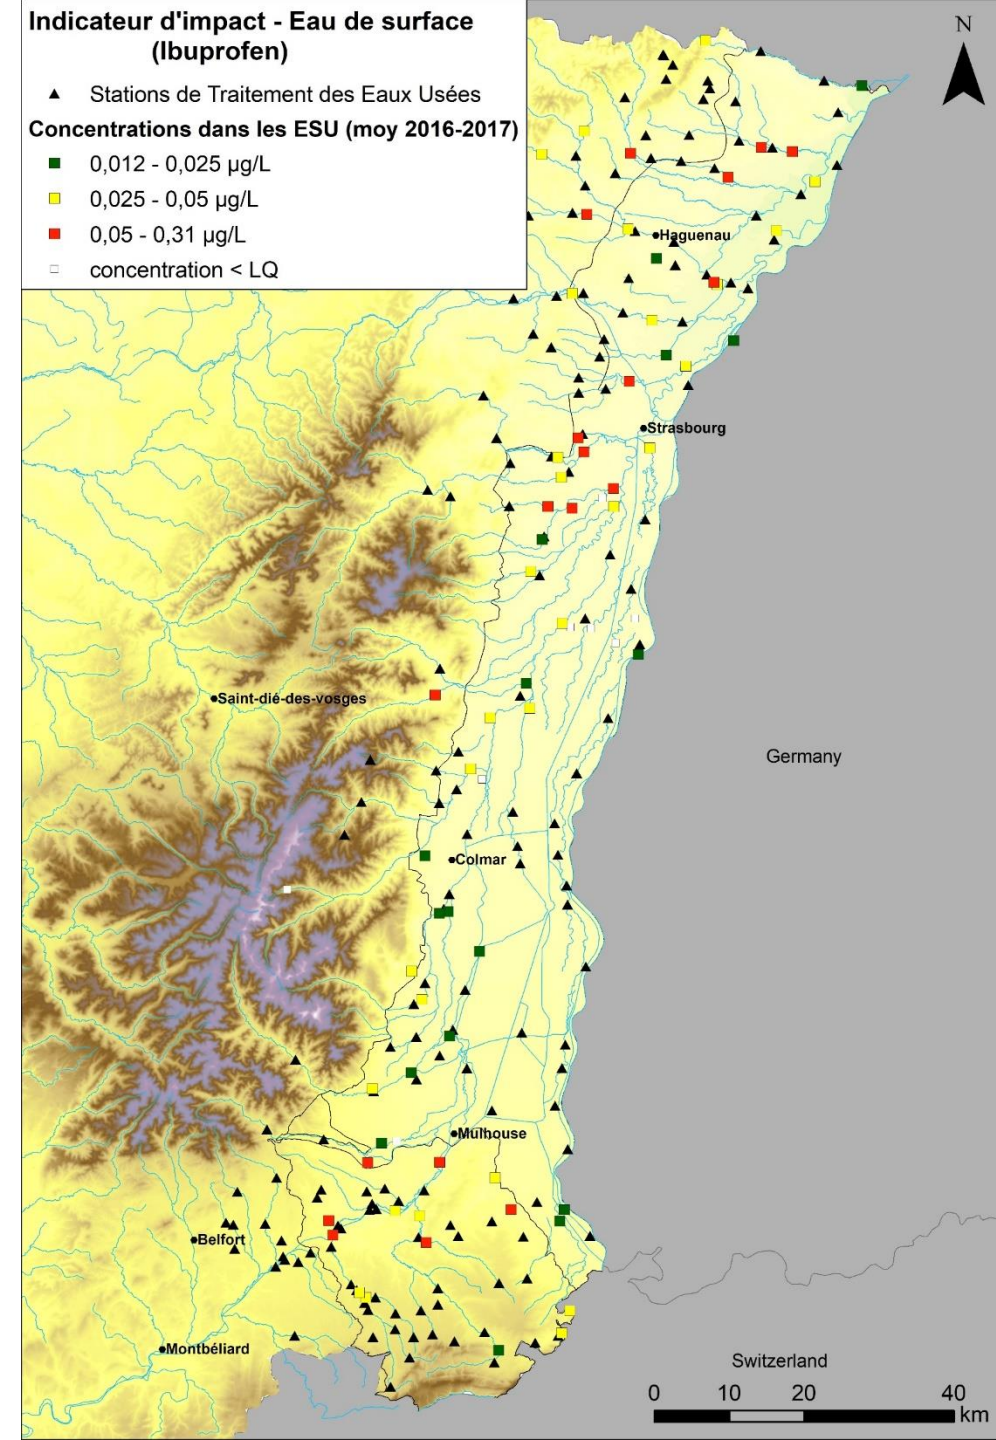 Indicateur d'impact - Eau de surface
(Ibuprofen)
Stations de Traitement des Eaux Usées
Concentrations dans les ESU (moy 2016-2017)
0,012 - 0,025 µg/L
0,025 - 0,05 µg/L
0,05 - 0,31 µg/L
concentration < LQ
N
Haguenau
Strasbourg
Saint-dié-des-vosges
Germany
Colmar
Mulhouse
Belfort
Montbéliard
Switzerland
0 10 20 40
km